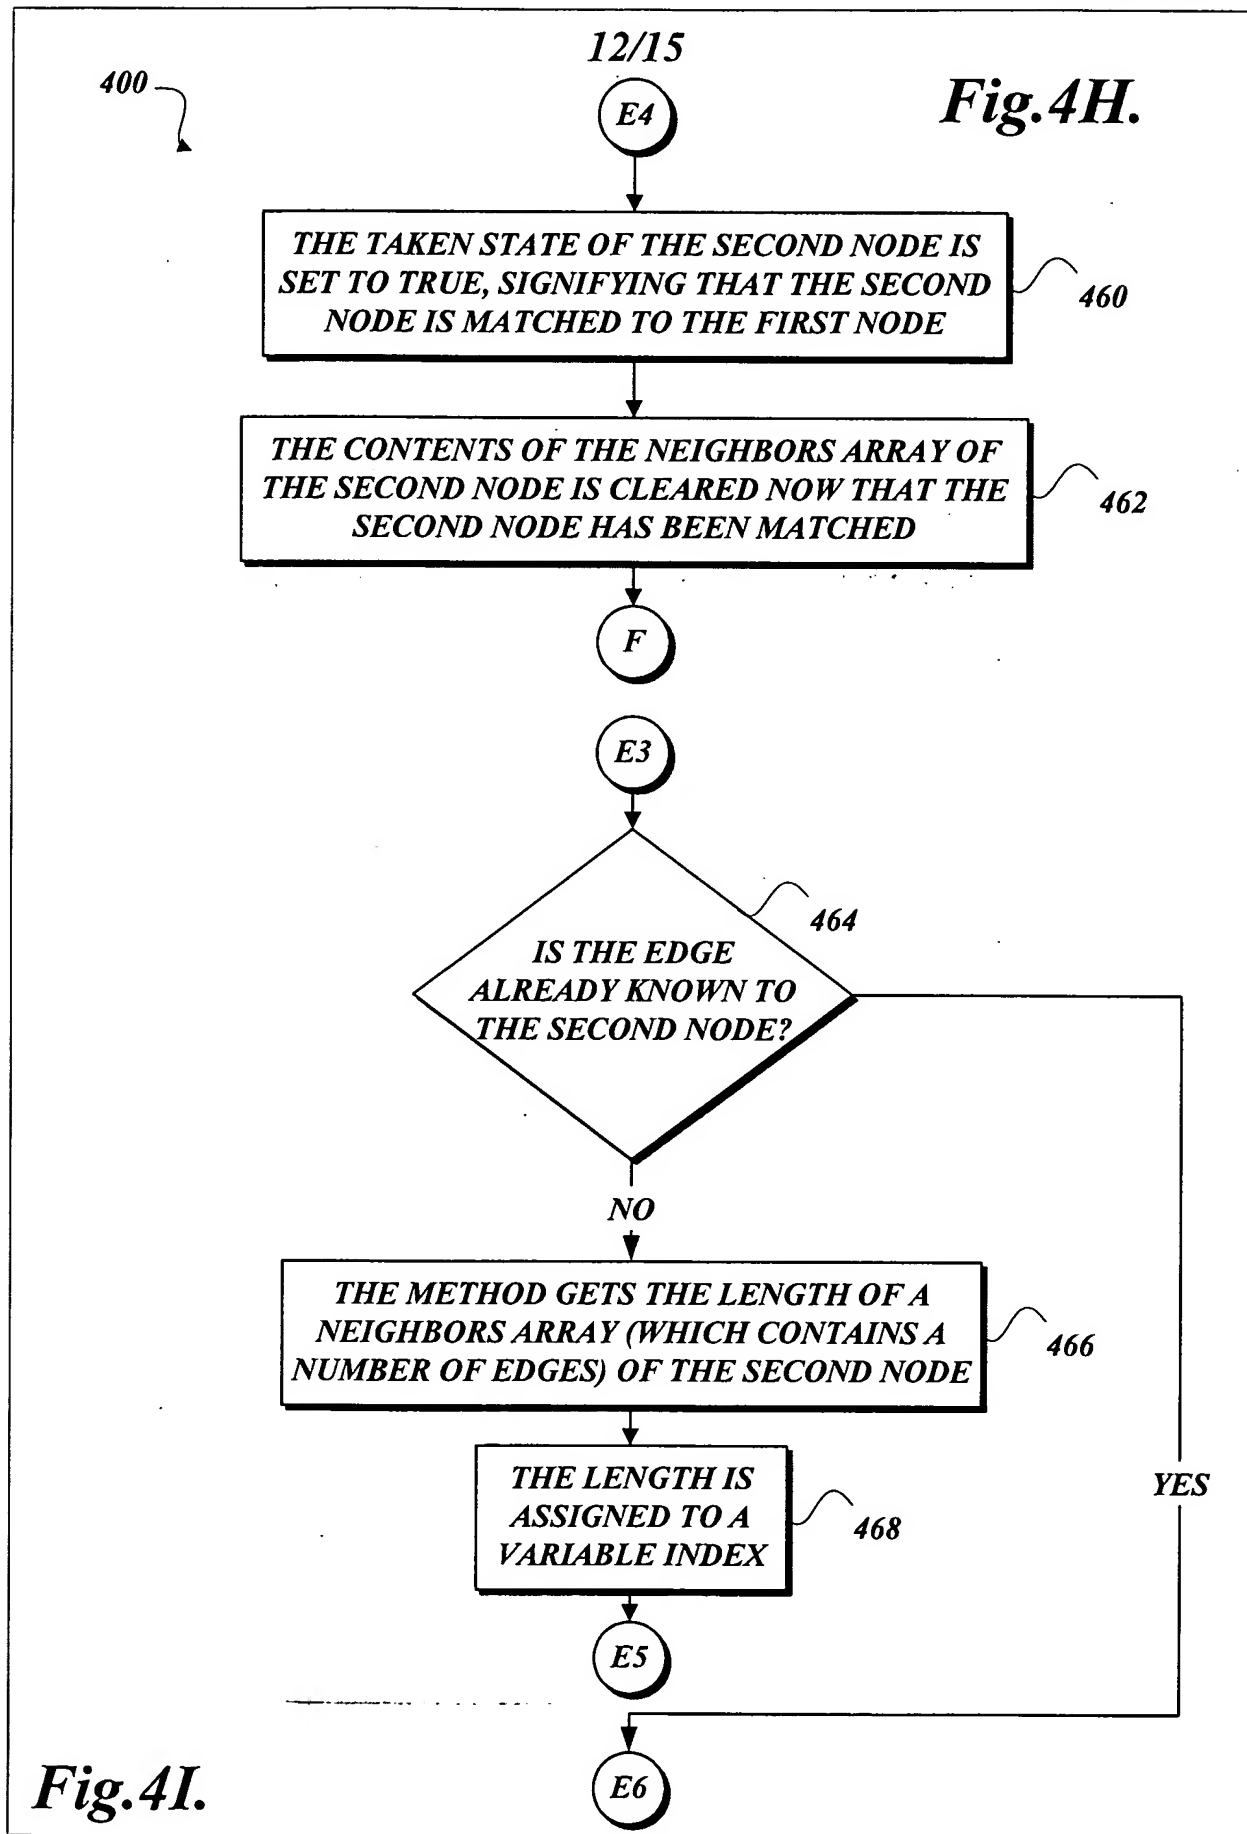 12/15
400
E4
Fig.4H.
THE TAKEN STATE OF THE SECOND NODE IS
SET TO TRUE, SIGNIFYING THAT THE SECOND
NODE IS MATCHED TO THE FIRST NODE
460
THE CONTENTS OF THE NEIGHBORS ARRAY OF
THE SECOND NODE IS CLEARED NOW THAT THE
SECOND NODE HAS BEEN MATCHED
462
F
E3
464
IS THE EDGE
ALREADY KNOWN TO
THE SECOND NODE?
NO
THE METHOD GETS THE LENGTH OF A
NEIGHBORS ARRAY (WHICH CONTAINS A
NUMBER OF EDGES) OF THE SECOND NODE
466
THE LENGTH IS
ASSIGNED TO A
VARIABLE INDEX
468
YES
E5
E6
Fig.4I.